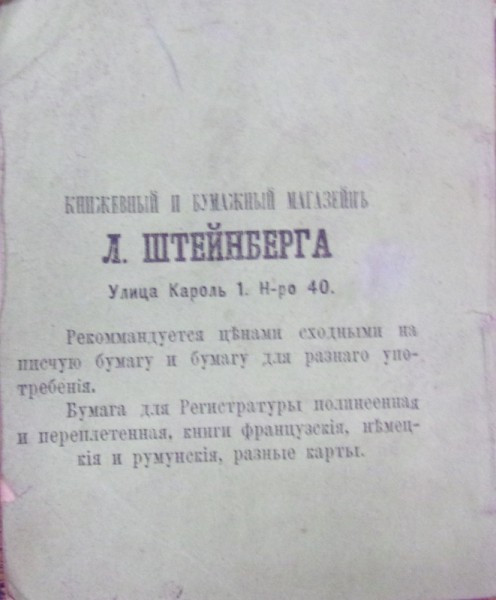 КНИЖЕВНЫЙ И БУМАЖНЫЙ МАГАЗЕЙНЪ
Л. ШТЕЙНБЕРГА
Улица Кароль 1. Н-ро 40.
Рекоммандуется цѣнами сходными на
писчую бумагу и бумагу для разнаго упо-
требенія.
Бумага для Регистратуры полинеенная
и переплетенная, книги французскія, нѣмец-
кія и румунскія, разные карты.